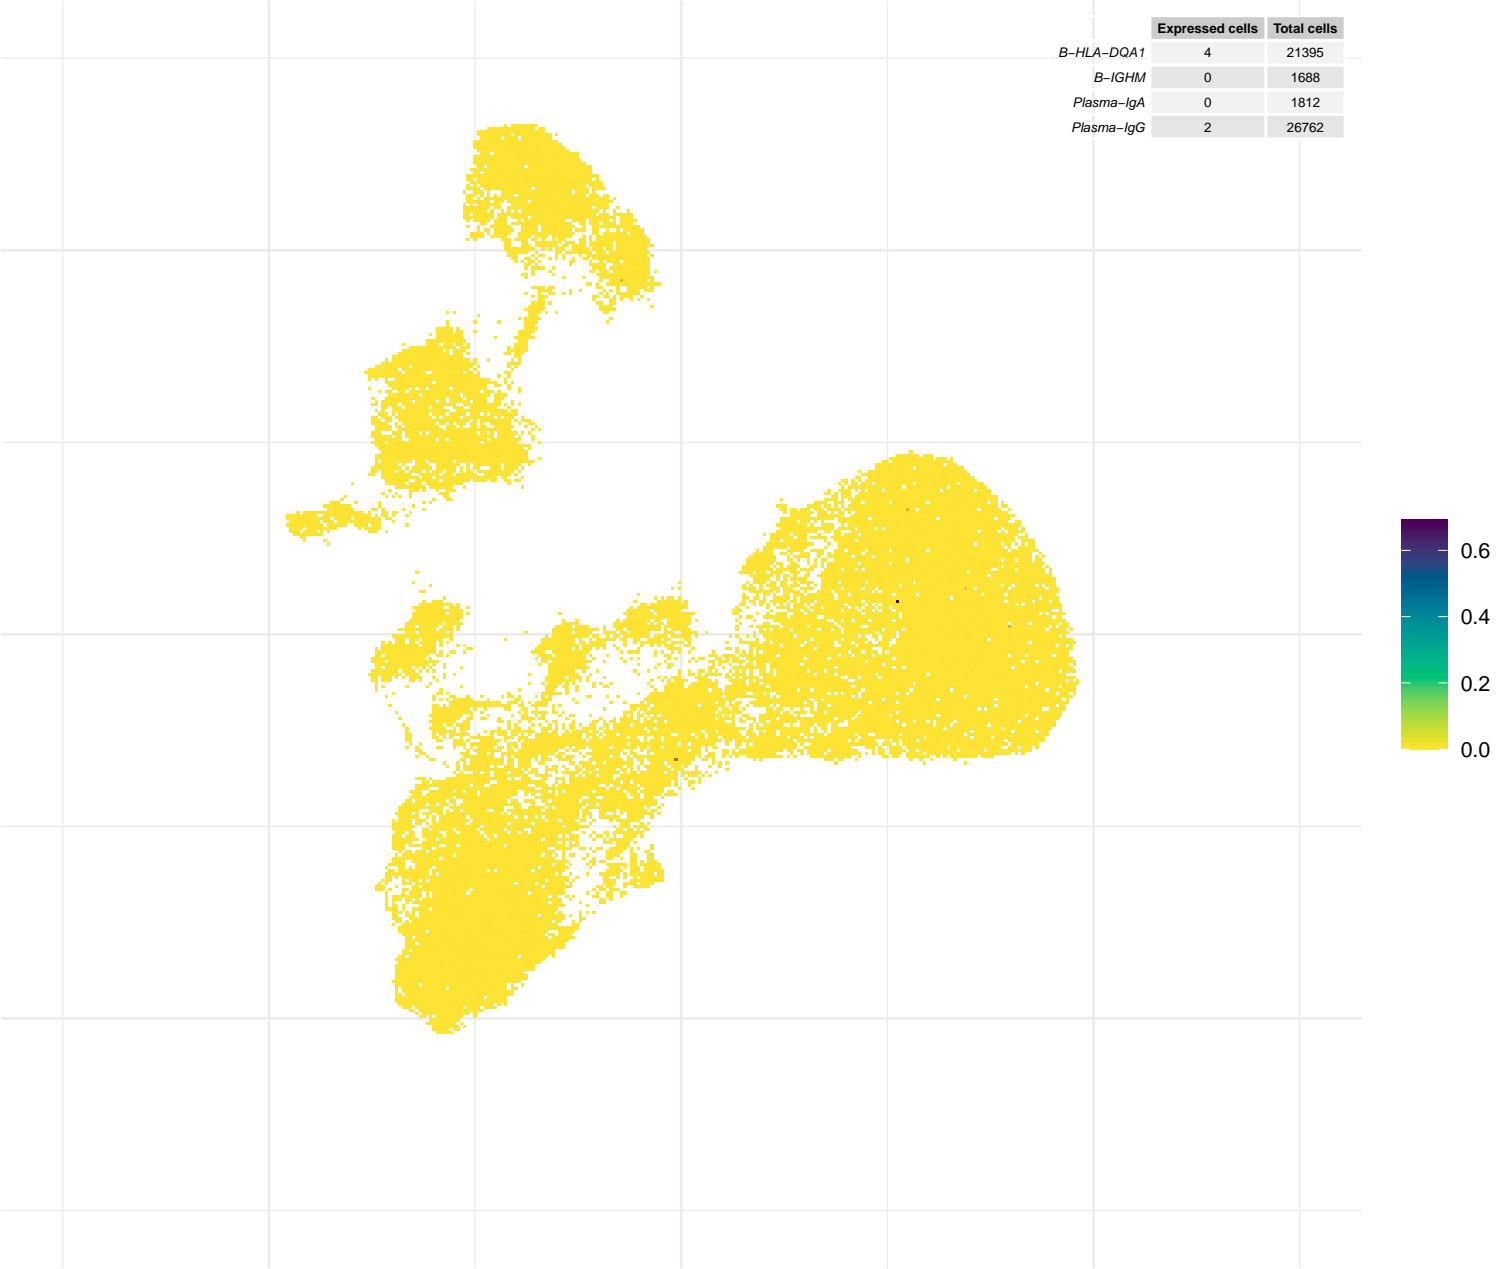 Expressed cells Total cells
B−HLA−DQA1 4 21395
B−IGHM 0 1688
Plasma−IgA 0 1812
Plasma−IgG 2 26762
0.6
0.4
0.2
0.0